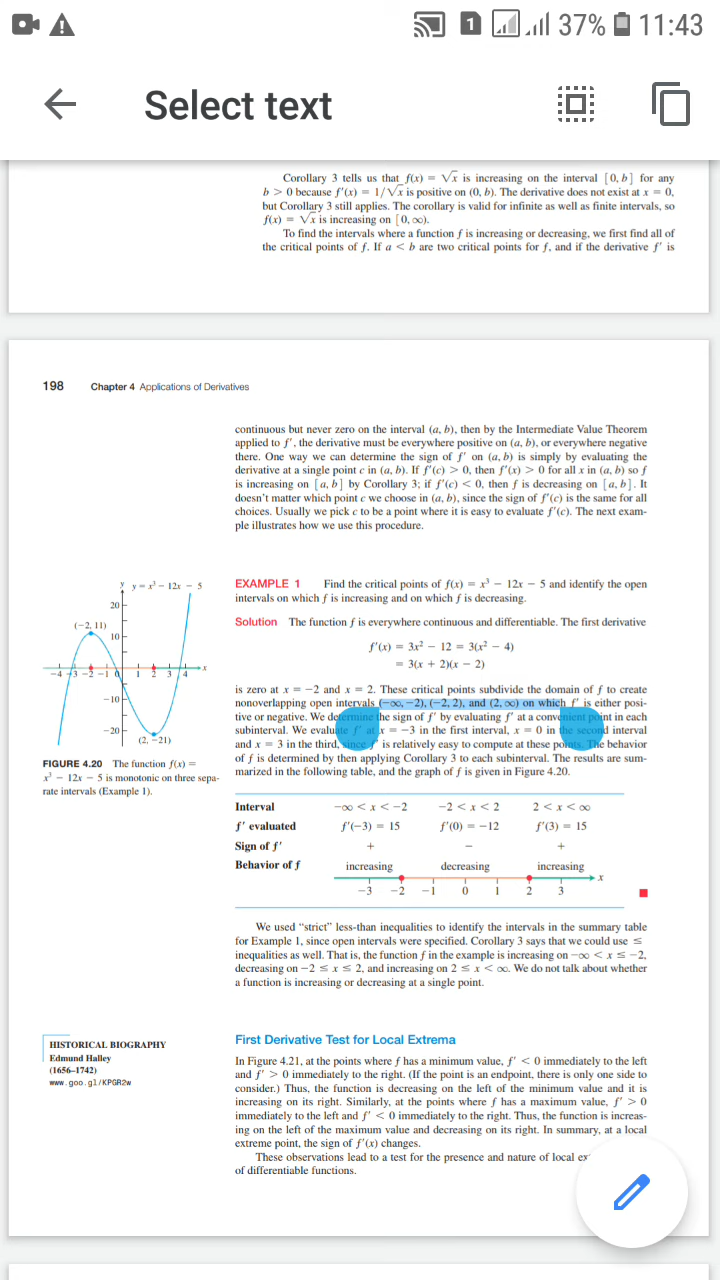 1 37% 11:43
Select text
Corollary 3 tells us that f(x) = √x is increasing on the interval [0, b] for any
b > 0 because f′(x) = 1/√x is positive on (0, b). The derivative does not exist at x = 0,
but Corollary 3 still applies. The corollary is valid for infinite as well as finite intervals, so
f(x) = √x is increasing on [0, ∞).
To find the intervals where a function f is increasing or decreasing, we first find all of
the critical points of f. If a < b are two critical points for f, and if the derivative f′ is
198 Chapter 4 Applications of Derivatives
continuous but never zero on the interval (a, b), then by the Intermediate Value Theorem
applied to f′, the derivative must be everywhere positive on (a, b), or everywhere negative
there. One way we can determine the sign of f′ on (a, b) is simply by evaluating the
derivative at a single point c in (a, b). If f′(c) > 0, then f′(x) > 0 for all x in (a, b) so f
is increasing on [a, b] by Corollary 3; if f′(c) < 0, then f is decreasing on [a, b]. It
doesn't matter which point c we choose in (a, b), since the sign of f′(c) is the same for all
choices. Usually we pick c to be a point where it is easy to evaluate f′(c). The next exam-
ple illustrates how we use this procedure.
y
y = x³ − 12x − 5
20
(−2, 11)
10
−4 −3 −2 −1 0 1 2 3 4 x
−10
−20
(2, −21)
FIGURE 4.20 The function f(x) =
x³ − 12x − 5 is monotonic on three sepa-
rate intervals (Example 1).
EXAMPLE 1 Find the critical points of f(x) = x³ − 12x − 5 and identify the open
intervals on which f is increasing and on which f is decreasing.
Solution The function f is everywhere continuous and differentiable. The first derivative
f′(x) = 3x² − 12 = 3(x² − 4)
= 3(x + 2)(x − 2)
is zero at x = −2 and x = 2. These critical points subdivide the domain of f to create
nonoverlapping open intervals (−∞, −2), (−2, 2), and (2, ∞) on which f′ is either posi-
tive or negative. We determine the sign of f′ by evaluating f′ at a convenient point in each
subinterval. We evaluate f′ at x = −3 in the first interval, x = 0 in the second interval
and x = 3 in the third, since f′ is relatively easy to compute at these points. The behavior
of f is determined by then applying Corollary 3 to each subinterval. The results are sum-
marized in the following table, and the graph of f is given in Figure 4.20.
Interval −∞ < x < −2 −2 < x < 2 2 < x < ∞
f′ evaluated f′(−3) = 15 f′(0) = −12 f′(3) = 15
Sign of f′ + − +
Behavior of f increasing decreasing increasing
x
−3 −2 −1 0 1 2 3
We used "strict" less-than inequalities to identify the intervals in the summary table
for Example 1, since open intervals were specified. Corollary 3 says that we could use ≤
inequalities as well. That is, the function f in the example is increasing on −∞ < x ≤ −2,
decreasing on −2 ≤ x ≤ 2, and increasing on 2 ≤ x < ∞. We do not talk about whether
a function is increasing or decreasing at a single point.
HISTORICAL BIOGRAPHY
Edmund Halley
(1656–1742)
www.goo.gl/KPGR2w
First Derivative Test for Local Extrema
In Figure 4.21, at the points where f has a minimum value, f′ < 0 immediately to the left
and f′ > 0 immediately to the right. (If the point is an endpoint, there is only one side to
consider.) Thus, the function is decreasing on the left of the minimum value and it is
increasing on its right. Similarly, at the points where f has a maximum value, f′ > 0
immediately to the left and f′ < 0 immediately to the right. Thus, the function is increas-
ing on the left of the maximum value and decreasing on its right. In summary, at a local
extreme point, the sign of f′(x) changes.
These observations lead to a test for the presence and nature of local
of differentiable functions.